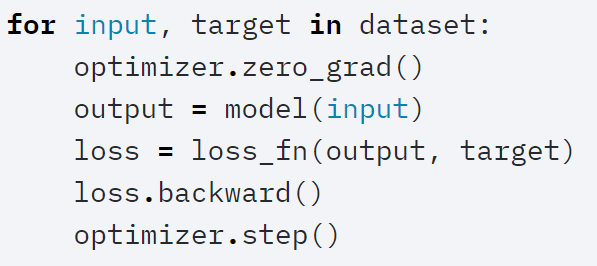 for input, target in dataset:
    optimizer.zero_grad()
    output = model(input)
    loss = loss_fn(output, target)
    loss.backward()
    optimizer.step()